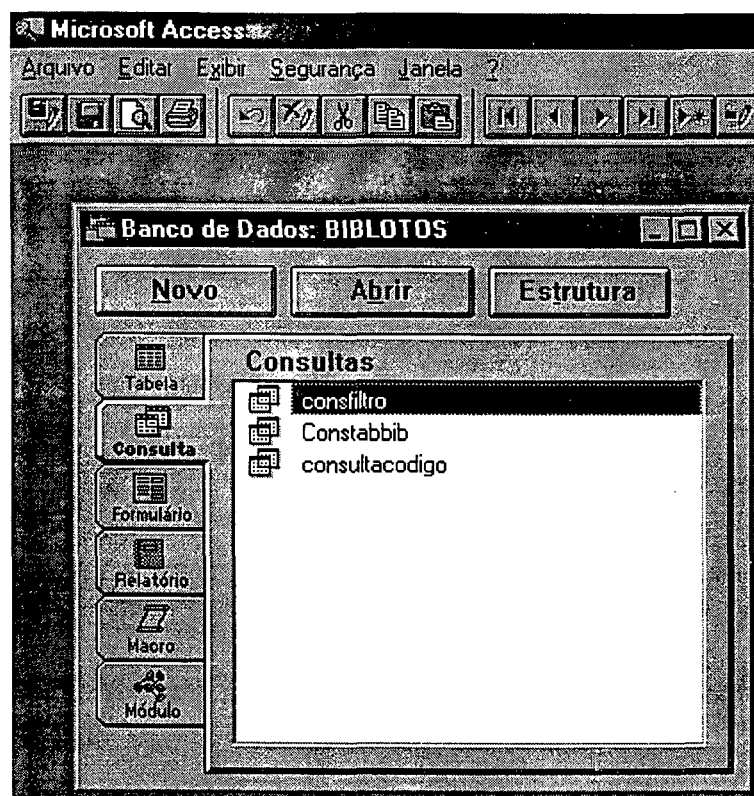 Microsoft Access
Arquivo Editar Exibir Segurança Janela ?
Banco de Dados: BIBLOTOS
Novo Abrir Estrutura
Tabela
Consulta
Formulário
Relatório
Macro
Módulo
Consultas
consfiltro
Constabbib
consultacodigo